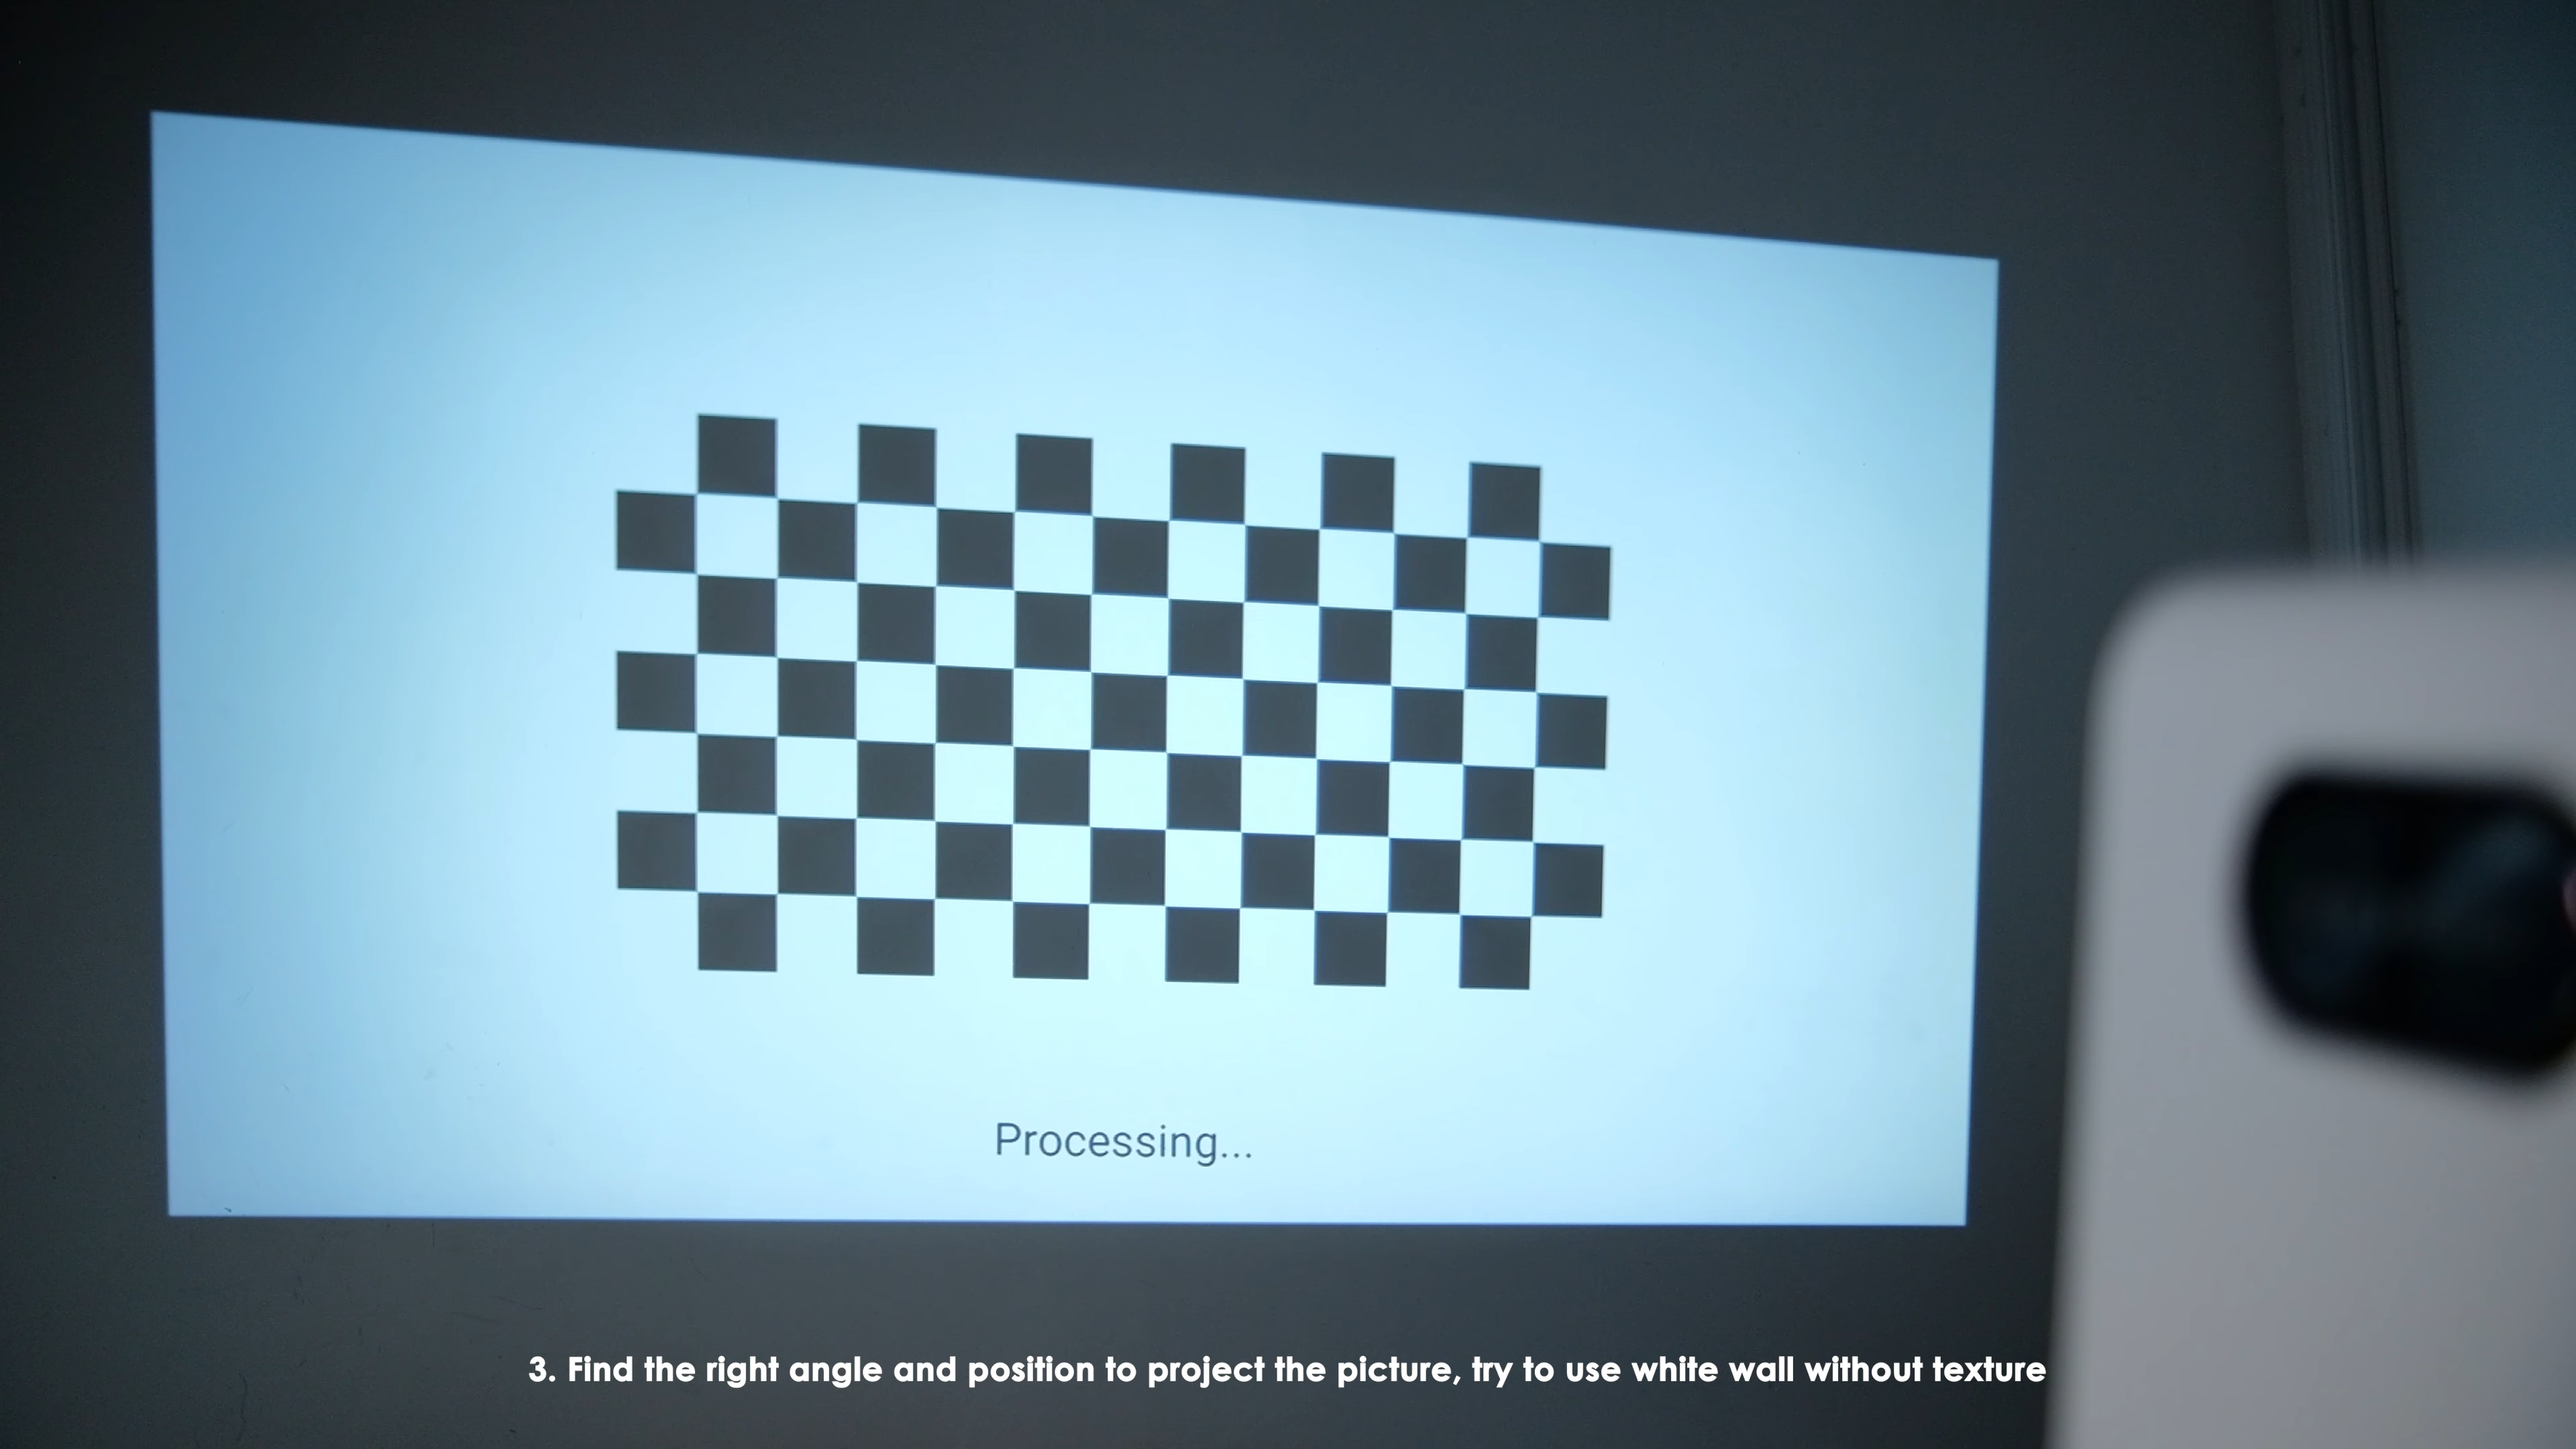 Processing...
3. Find the right angle and position to project the picture, try to use white wall without texture